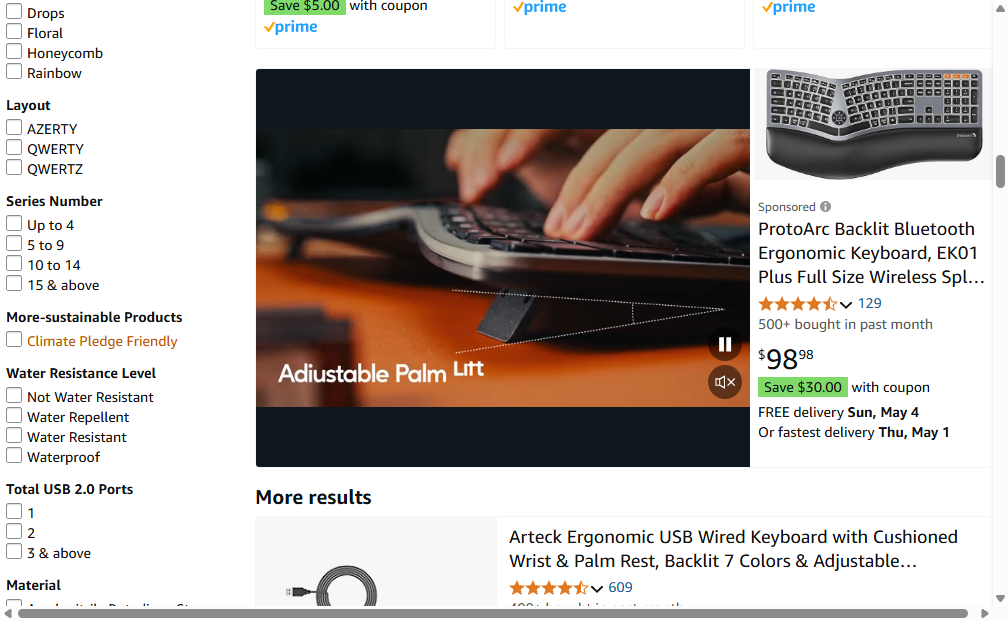 Drops
Floral
Honeycomb
Rainbow
Layout
AZERTY
QWERTY
QWERTZ
Series Number
Up to 4
5 to 9
10 to 14
15 & above
More-sustainable Products
Climate Pledge Friendly
Water Resistance Level
Not Water Resistant
Water Repellent
Water Resistant
Waterproof
Total USB 2.0 Ports
1
2
3 & above
Material
Save $5.00 with coupon
prime
prime
prime
Adjustable Palm Lift
Sponsored
ProtoArc Backlit Bluetooth
Ergonomic Keyboard, EK01
Plus Full Size Wireless Spl…
129
500+ bought in past month
$98 98
Save $30.00 with coupon
FREE delivery Sun, May 4
Or fastest delivery Thu, May 1
More results
Arteck Ergonomic USB Wired Keyboard with Cushioned
Wrist & Palm Rest, Backlit 7 Colors & Adjustable…
609
400+ bought in past month